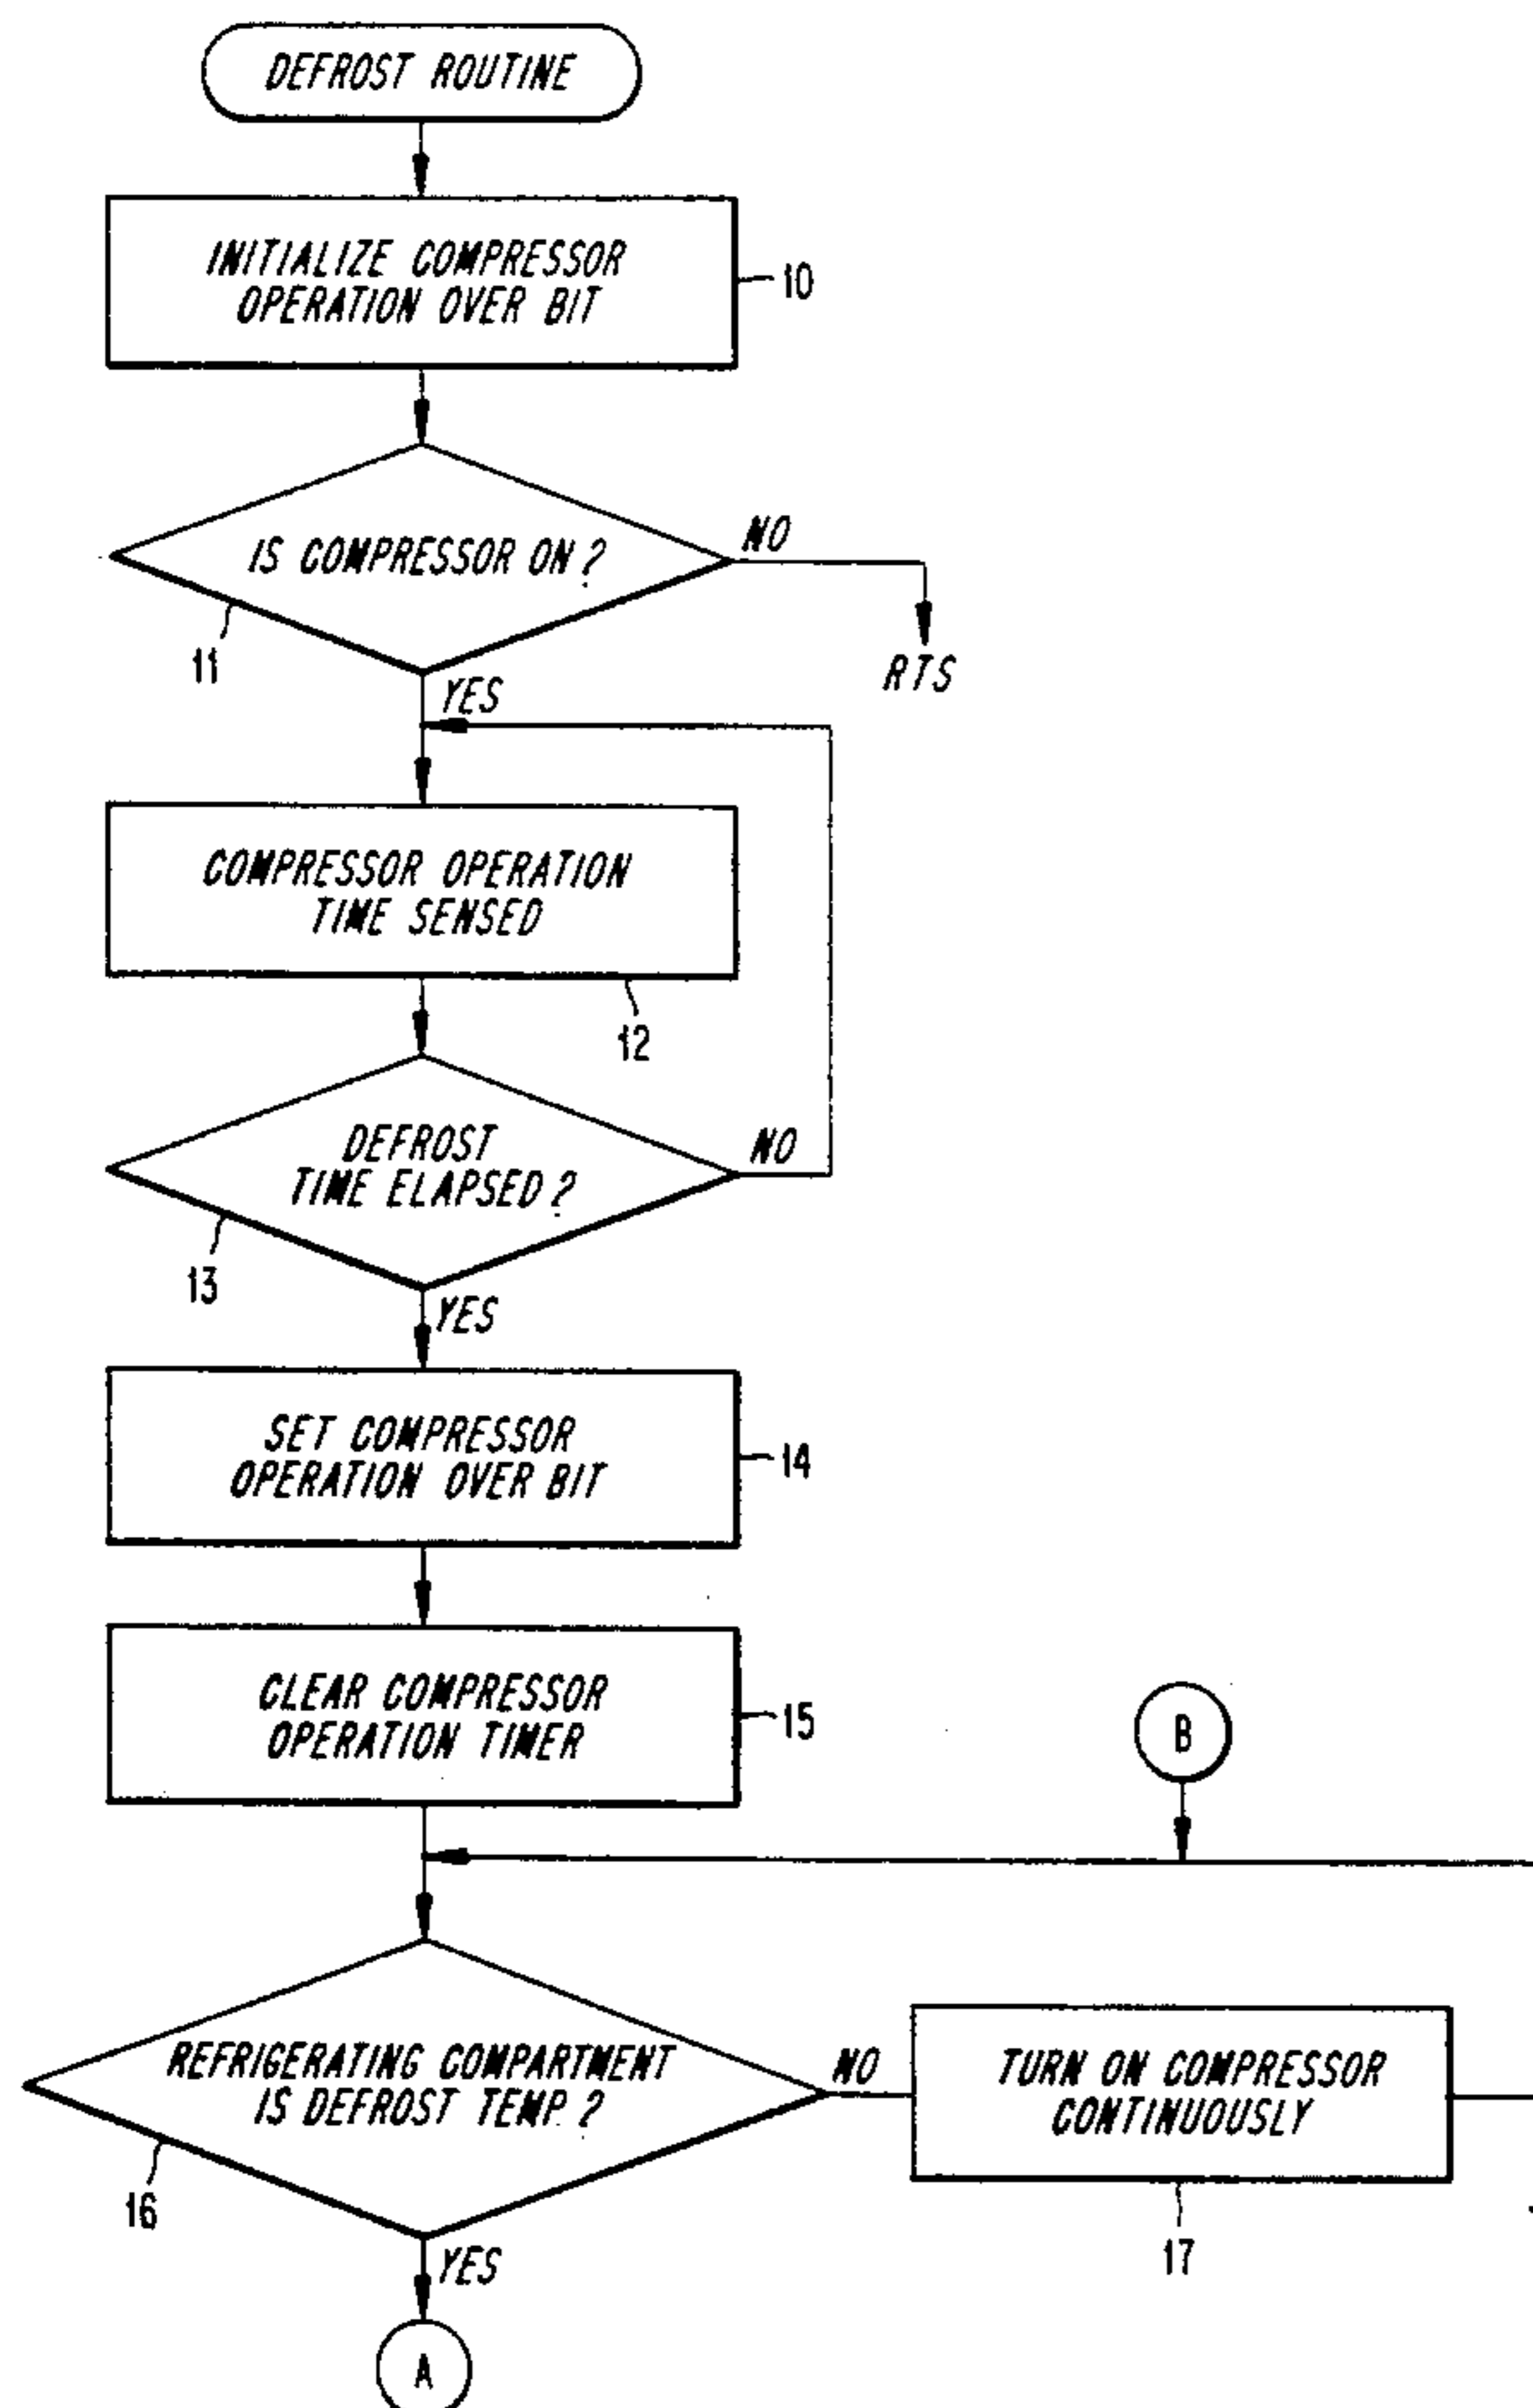 DEFROST ROUTINE
INITIALIZE COMPRESSOR
OPERATION OVER BIT
10
IS COMPRESSOR ON?
NO
11
RTS
YES
COMPRESSOR OPERATION
TIME SENSED
12
DEFROST
TIME ELAPSED?
NO
13
YES
SET COMPRESSOR
OPERATION OVER BIT
14
CLEAR COMPRESSOR
OPERATION TIMER
15
B
REFRIGERATING COMPARTMENT
IS DEFROST TEMP.?
NO
TURN ON COMPRESSOR
CONTINUOUSLY
16
17
YES
A